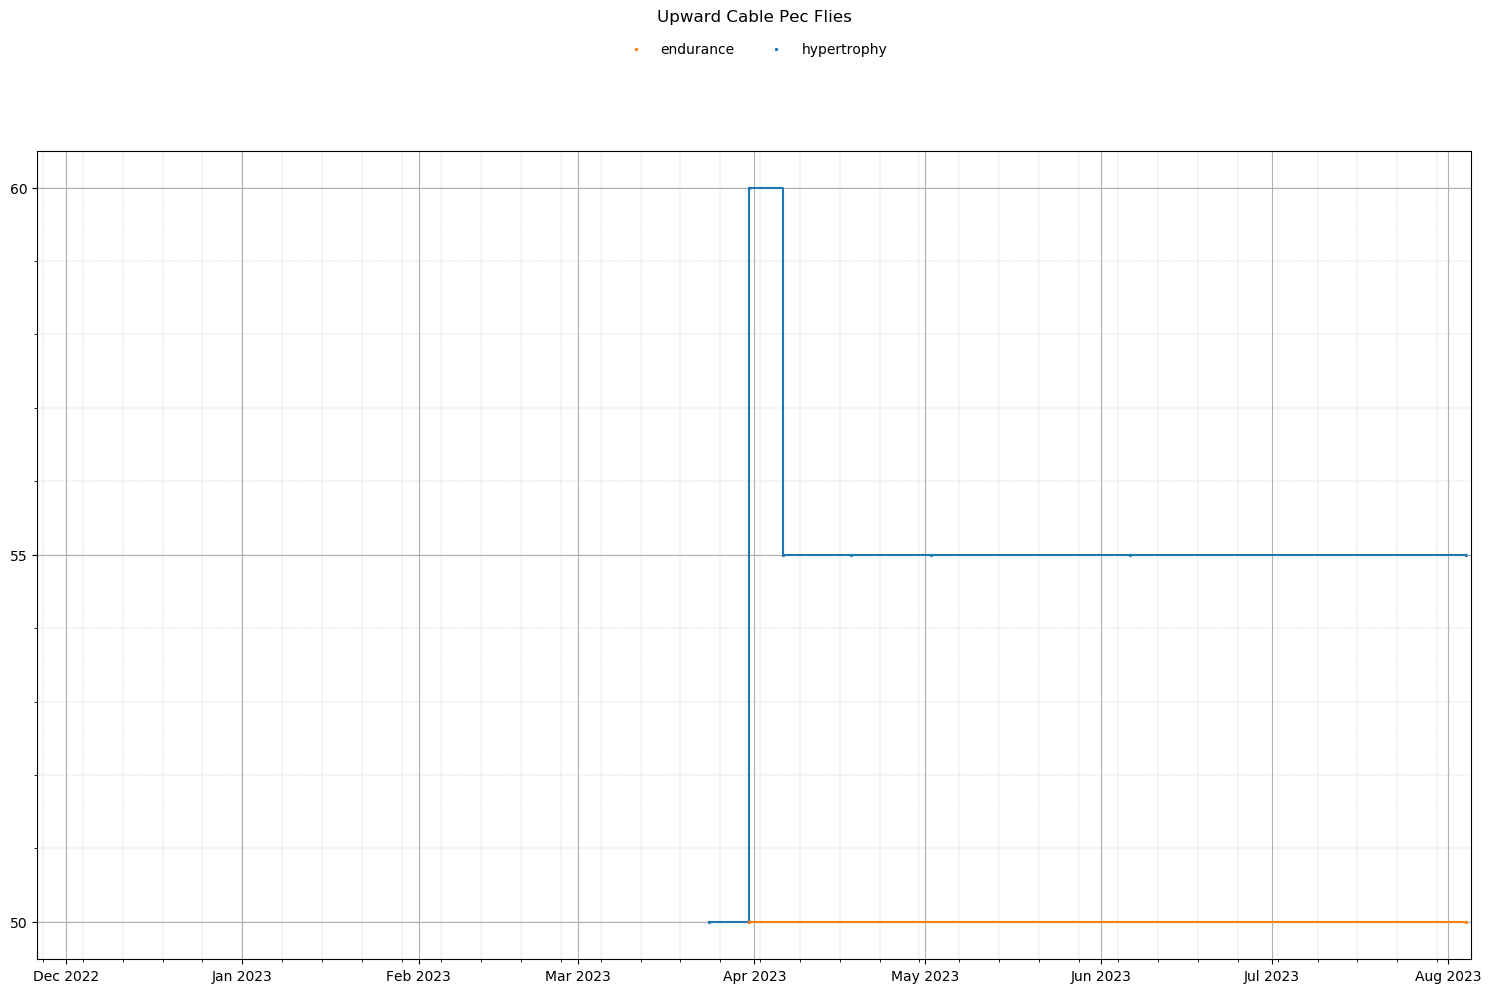 Upward Cable Pec Flies
endurance hypertrophy
60
55
50
Dec 2022 Jan 2023 Feb 2023 Mar 2023 Apr 2023 May 2023 Jun 2023 Jul 2023 Aug 2023